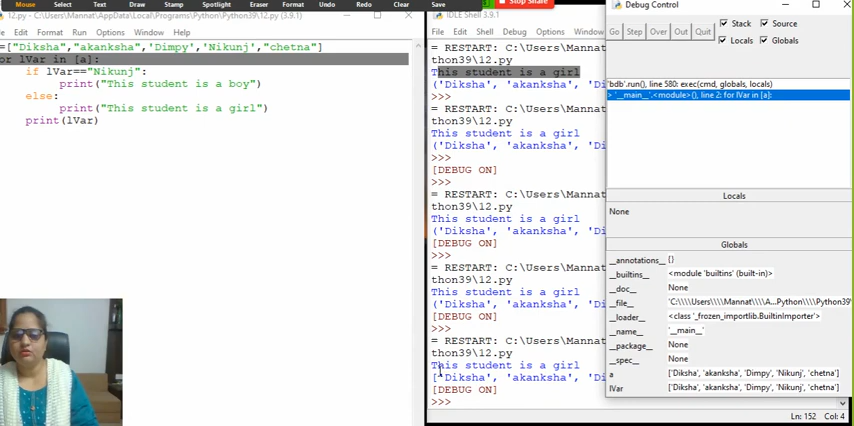 Mouse Select Text Draw Stamp Spotlight Eraser Format Undo Redo Clear Save
Stop Share
12.py - C:\Users\Mannat\AppData\Local\Programs\Python\Python39\12.py (3.9.1)
Edit Format Run Options Window Help
=["Diksha","akanksha",'Dimpy','Nikunj',"chetna"]
or lVar in [a]:
if lVar=="Nikunj":
print("This student is a boy")
else:
print("This student is a girl")
print(lVar)
IDLE Shell 3.9.1
File Edit Shell Debug Options Window
= RESTART: C:\Users\Mannat
thon39\12.py
This student is a girl
('Diksha', 'akanksha', 'Di
>>>
= RESTART: C:\Users\Mannat
thon39\12.py
This student is a girl
('Diksha', 'akanksha', 'Di
>>>
[DEBUG ON]
>>>
= RESTART: C:\Users\Mannat
thon39\12.py
This student is a girl
('Diksha', 'akanksha', 'Di
[DEBUG ON]
>>>
= RESTART: C:\Users\Mannat
thon39\12.py
This student is a girl
('Diksha', 'akanksha', 'Di
[DEBUG ON]
>>>
= RESTART: C:\Users\Mannat
thon39\12.py
This student is a girl
['Diksha', 'akanksha', 'Di
[DEBUG ON]
>>>
Debug Control
Go Step Over Out Quit
Stack Source
Locals Globals
'bdb'.run(), line 580: exec(cmd, globals, locals)
> '__main__'.<module>(), line 2: for lVar in [a]:
Locals
None
Globals
__annotations__ {}
__builtins__ <module 'builtins' (built-in)>
__doc__ None
__file__ 'C:\\\\Users\\\\Mannat\\\\A...Python\\\\Python39\
__loader__ <class '_frozen_importlib.BuiltinImporter'>
__name__ '__main__'
__package__ None
__spec__ None
a ['Diksha', 'akanksha', 'Dimpy', 'Nikunj', 'chetna']
lVar ['Diksha', 'akanksha', 'Dimpy', 'Nikunj', 'chetna']
Ln: 152 Col: 4